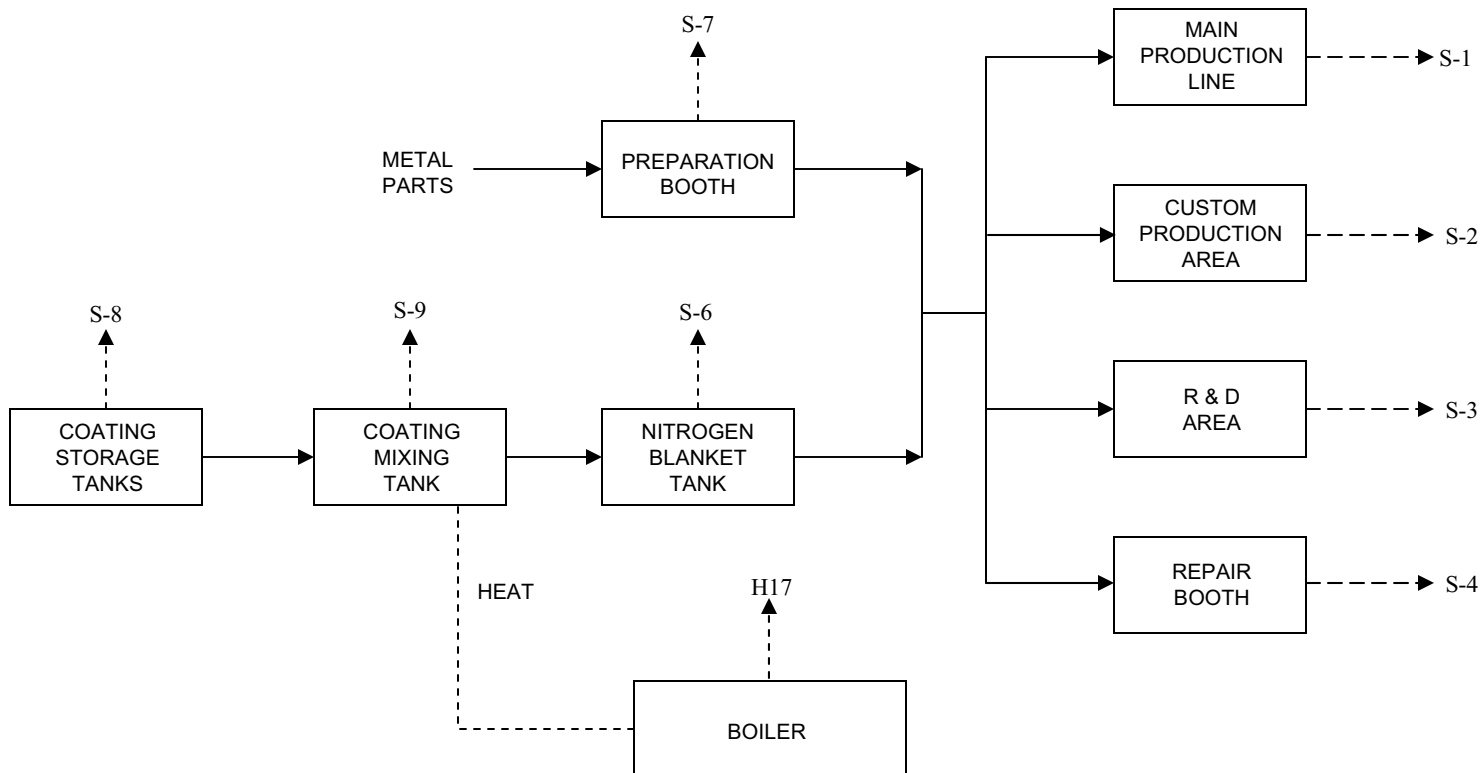 S-7
MAIN
PRODUCTION
LINE
S-1
METAL
PARTS
PREPARATION
BOOTH
CUSTOM
PRODUCTION
AREA
S-2
S-8
S-9
S-6
COATING
STORAGE
TANKS
COATING
MIXING
TANK
NITROGEN
BLANKET
TANK
R & D
AREA
S-3
HEAT
H17
REPAIR
BOOTH
S-4
BOILER